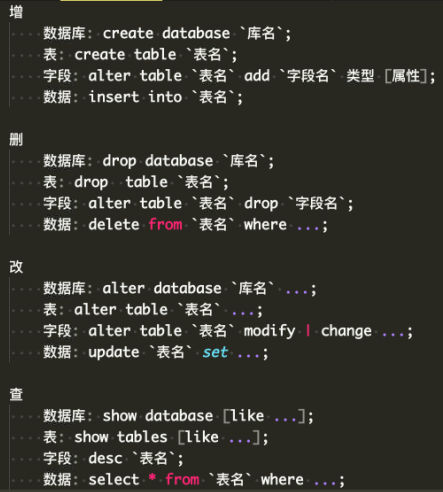 增
数据库: create database `库名`;
表: create table `表名`;
字段: alter table `表名` add `字段名` 类型 [属性];
数据: insert into `表名`;
删
数据库: drop database `库名`;
表: drop  table `表名`;
字段: alter table `表名` drop `字段名`;
数据: delete from `表名` where ...;
改
数据库: alter database `库名` ...;
表: alter table `表名` ...;
字段: alter table `表名` modify | change ...;
数据: update `表名` set ...;
查
数据库: show database [like ...];
表: show tables [like ...];
字段: desc `表名`;
数据: select * from `表名` where ...;